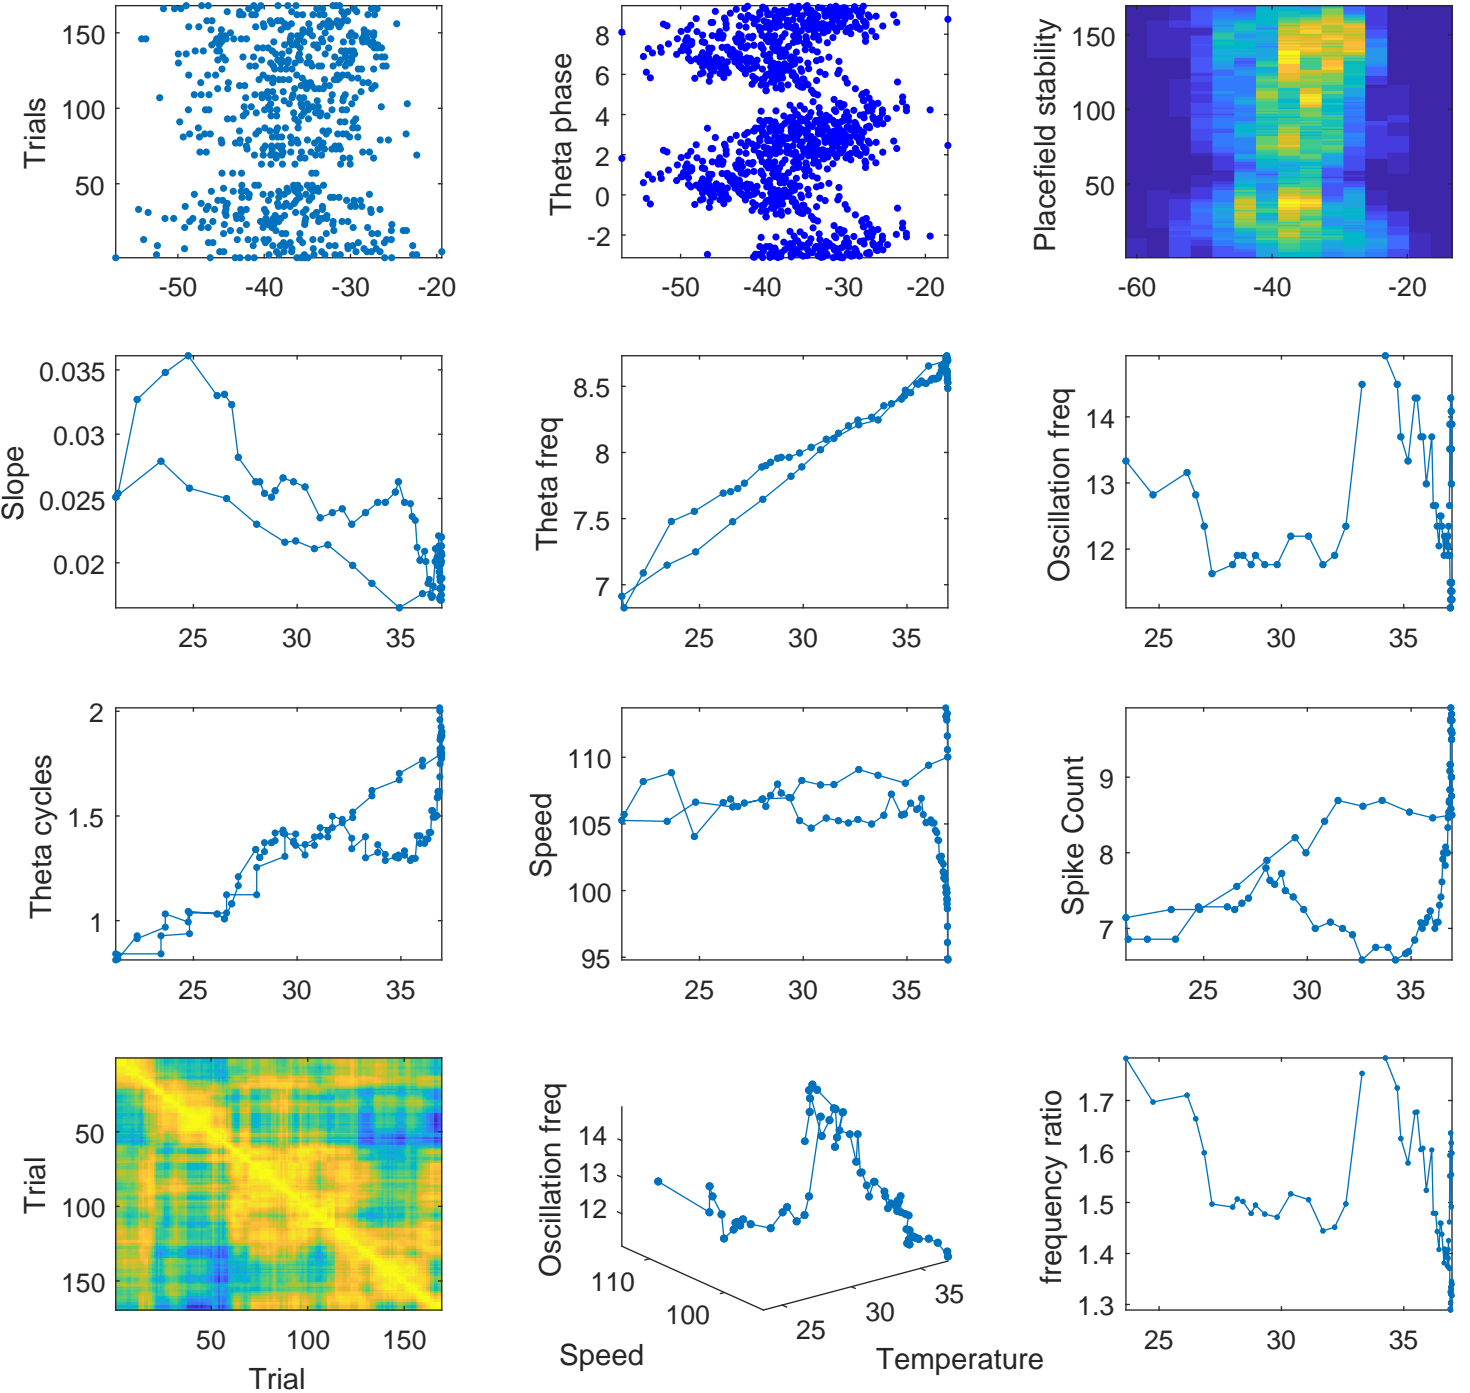 Trials
150
100
50
-50 -40 -30 -20
Theta phase
8
6
4
2
0
-2
-50 -40 -30 -20
Placefield stability
150
100
50
-60 -40 -20
Slope
0.035
0.03
0.025
0.02
25 30 35
Theta freq
8.5
8
7.5
7
25 30 35
Oscillation freq
14
13
12
25 30 35
Theta cycles
2
1.5
1
25 30 35
Speed
110
105
100
95
25 30 35
Spike Count
9
8
7
25 30 35
Trial
50
100
150
50 100 150
Trial
Oscillation freq
14
13
12
110
100
Speed
25
30
35
Temperature
frequency ratio
1.7
1.6
1.5
1.4
1.3
25 30 35